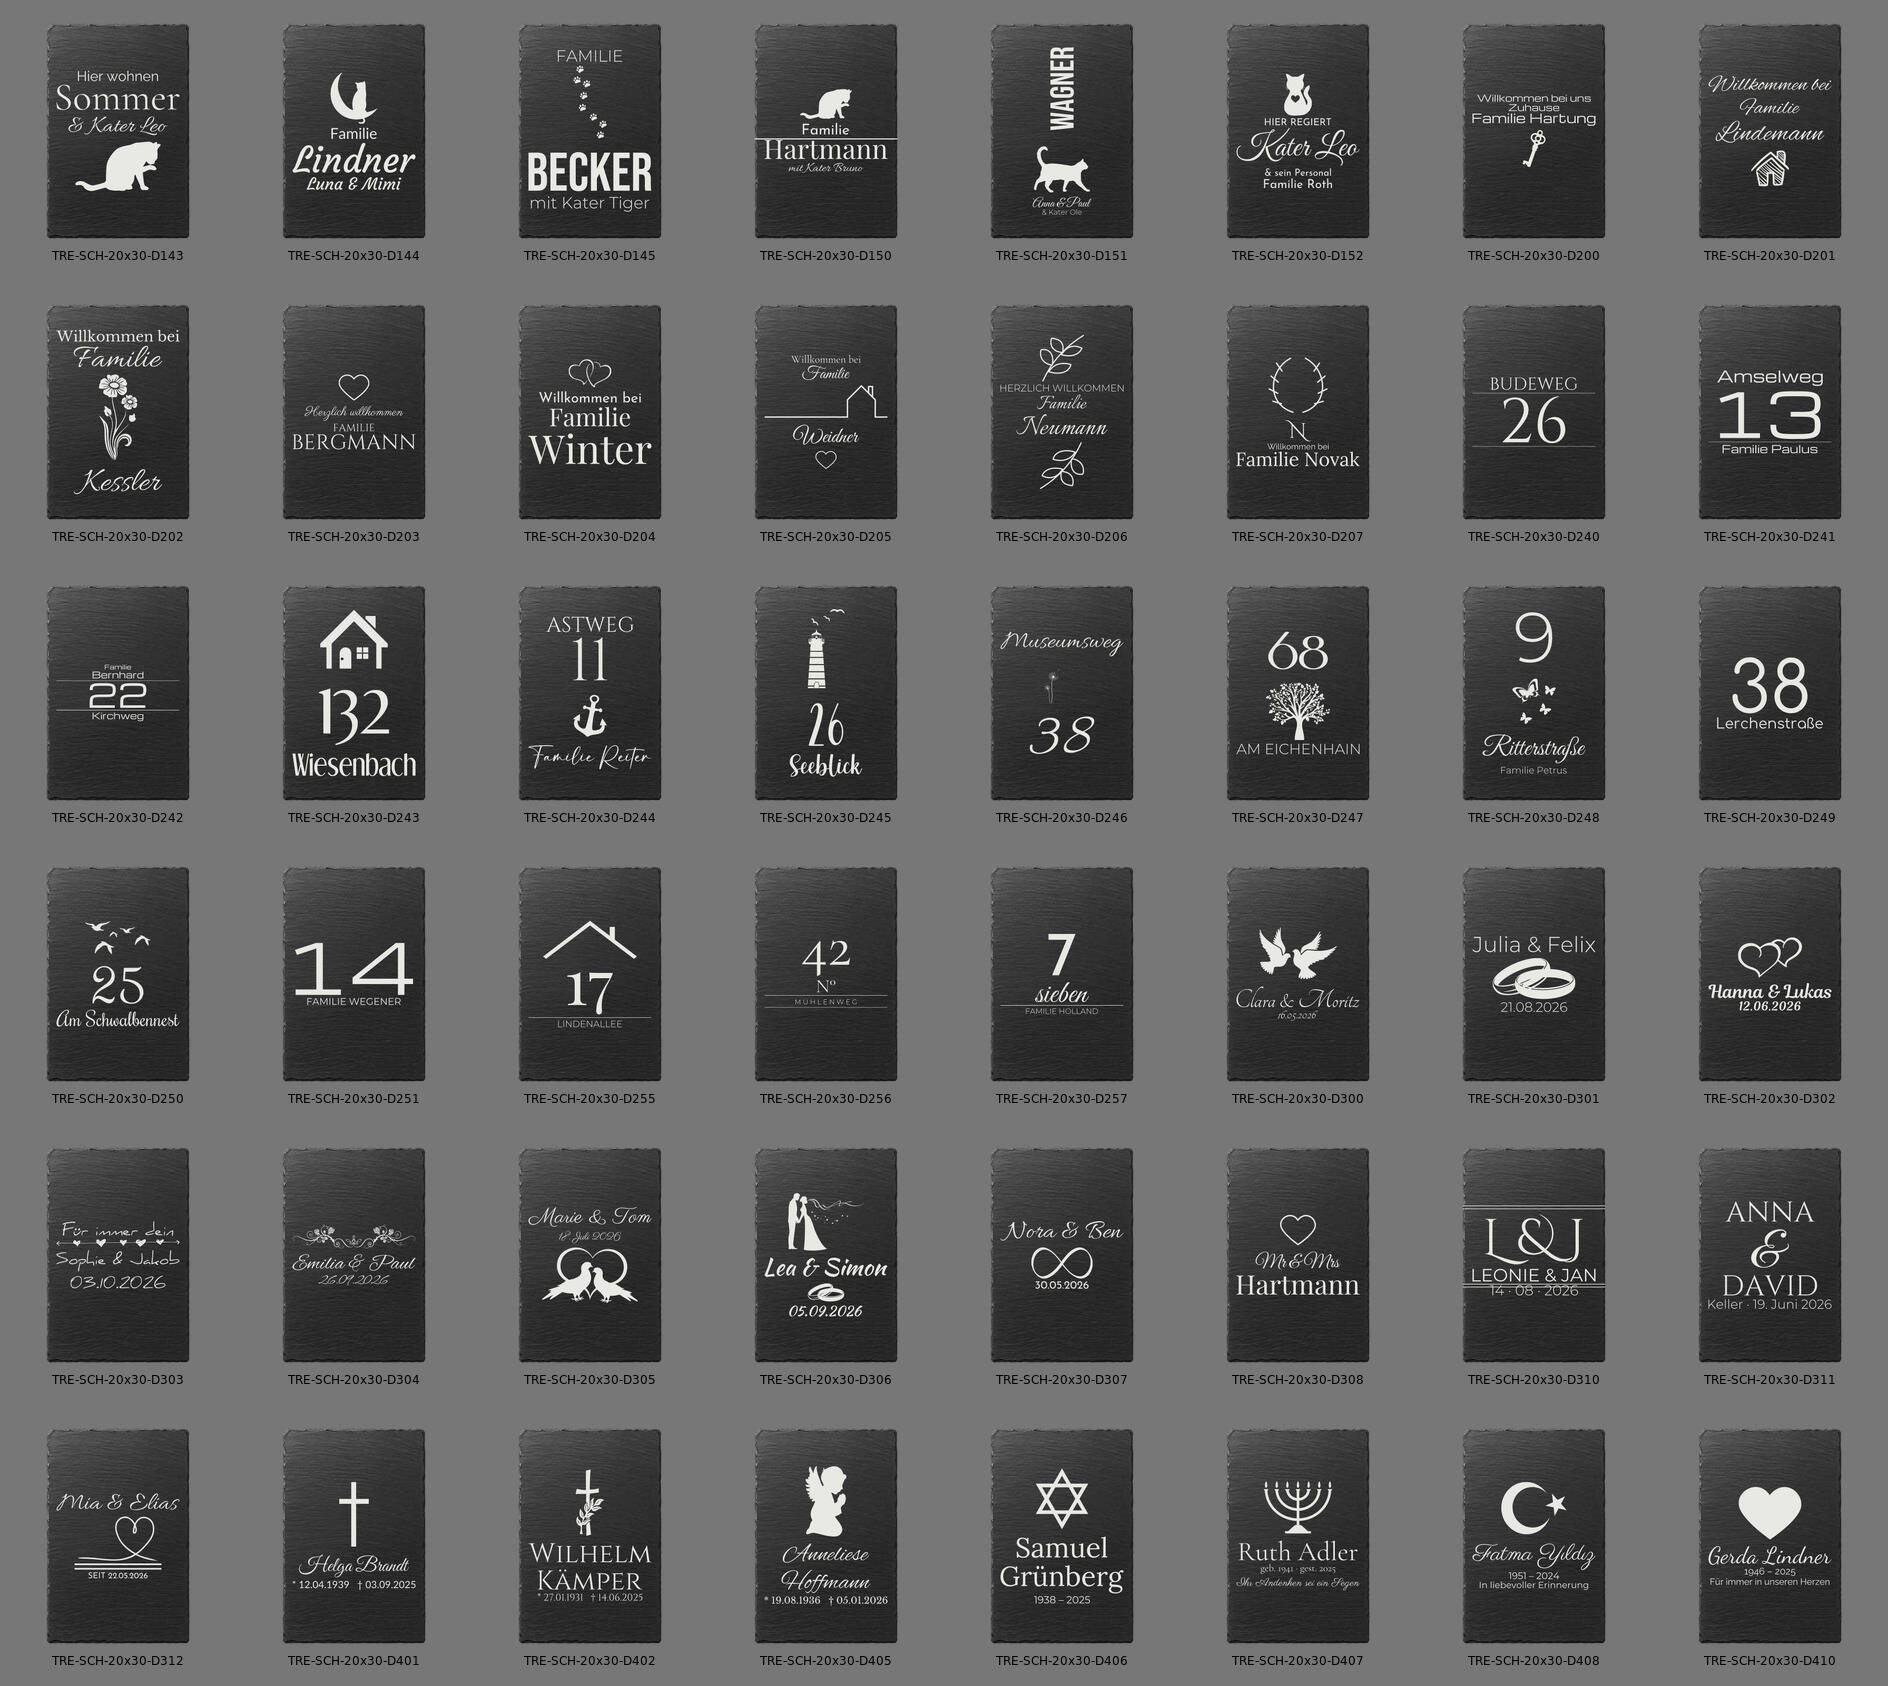 Hier wohnen
Sommer
& Kater Leo
TRE-SCH-20x30-D143
Familie
Lindner
Luna & Mimi
TRE-SCH-20x30-D144
FAMILIE
BECKER
mit Kater Tiger
TRE-SCH-20x30-D145
Familie
Hartmann
mit Kater Bruno
TRE-SCH-20x30-D150
WAGNER
Anna & Paul
& Kater Ole
TRE-SCH-20x30-D151
HIER REGIERT
Kater Leo
& sein Personal
Familie Roth
TRE-SCH-20x30-D152
Willkommen bei uns
Zuhause
Familie Hartung
TRE-SCH-20x30-D200
Willkommen bei
Familie
Lindemann
TRE-SCH-20x30-D201
Willkommen bei
Familie
Kessler
TRE-SCH-20x30-D202
Herzlich willkommen
FAMILIE
BERGMANN
TRE-SCH-20x30-D203
Willkommen bei
Familie
Winter
TRE-SCH-20x30-D204
Willkommen bei
Familie
Weidner
TRE-SCH-20x30-D205
HERZLICH WILLKOMMEN
Familie
Neumann
TRE-SCH-20x30-D206
N
Willkommen bei
Familie Novak
TRE-SCH-20x30-D207
BUDEWEG
26
TRE-SCH-20x30-D240
Amselweg
13
Familie Paulus
TRE-SCH-20x30-D241
Familie
Bernhard
22
Kirchweg
TRE-SCH-20x30-D242
132
Wiesenbach
TRE-SCH-20x30-D243
ASTWEG
11
Familie Reiter
TRE-SCH-20x30-D244
26
Seeblick
TRE-SCH-20x30-D245
Museumsweg
38
TRE-SCH-20x30-D246
68
AM EICHENHAIN
TRE-SCH-20x30-D247
9
Ritterstraße
Familie Petrus
TRE-SCH-20x30-D248
38
Lerchenstraße
TRE-SCH-20x30-D249
25
Am Schwalbennest
TRE-SCH-20x30-D250
14
FAMILIE WEGENER
TRE-SCH-20x30-D251
17
LINDENALLEE
TRE-SCH-20x30-D255
42
Nº
MÜHLENWEG
TRE-SCH-20x30-D256
7
sieben
FAMILIE HOLLAND
TRE-SCH-20x30-D257
Clara & Moritz
16.05.2026
TRE-SCH-20x30-D300
Julia & Felix
21.08.2026
TRE-SCH-20x30-D301
Hanna & Lukas
12.06.2026
TRE-SCH-20x30-D302
Für immer dein
Sophie & Jakob
03.10.2026
TRE-SCH-20x30-D303
Emilia & Paul
26.09.2026
TRE-SCH-20x30-D304
Marie & Tom
18. Juli 2026
TRE-SCH-20x30-D305
Lea & Simon
05.09.2026
TRE-SCH-20x30-D306
Nora & Ben
30.05.2026
TRE-SCH-20x30-D307
Mr & Mrs
Hartmann
TRE-SCH-20x30-D308
L&J
LEONIE & JAN
14 · 08 · 2026
TRE-SCH-20x30-D310
ANNA
&
DAVID
Keller · 19. Juni 2026
TRE-SCH-20x30-D311
Mia & Elias
SEIT 22.05.2026
TRE-SCH-20x30-D312
Helga Brandt
* 12.04.1939 † 03.09.2025
TRE-SCH-20x30-D401
WILHELM
KÄMPER
* 27.01.1931 † 14.06.2025
TRE-SCH-20x30-D402
Anneliese
Hoffmann
* 19.08.1936 † 05.01.2026
TRE-SCH-20x30-D405
Samuel
Grünberg
1938 – 2025
TRE-SCH-20x30-D406
Ruth Adler
geb. 1941 · gest. 2025
Ihr Andenken sei ein Segen
TRE-SCH-20x30-D407
Fatma Yıldız
1951 – 2024
In liebevoller Erinnerung
TRE-SCH-20x30-D408
Gerda Lindner
1946 – 2025
Für immer in unseren Herzen
TRE-SCH-20x30-D410